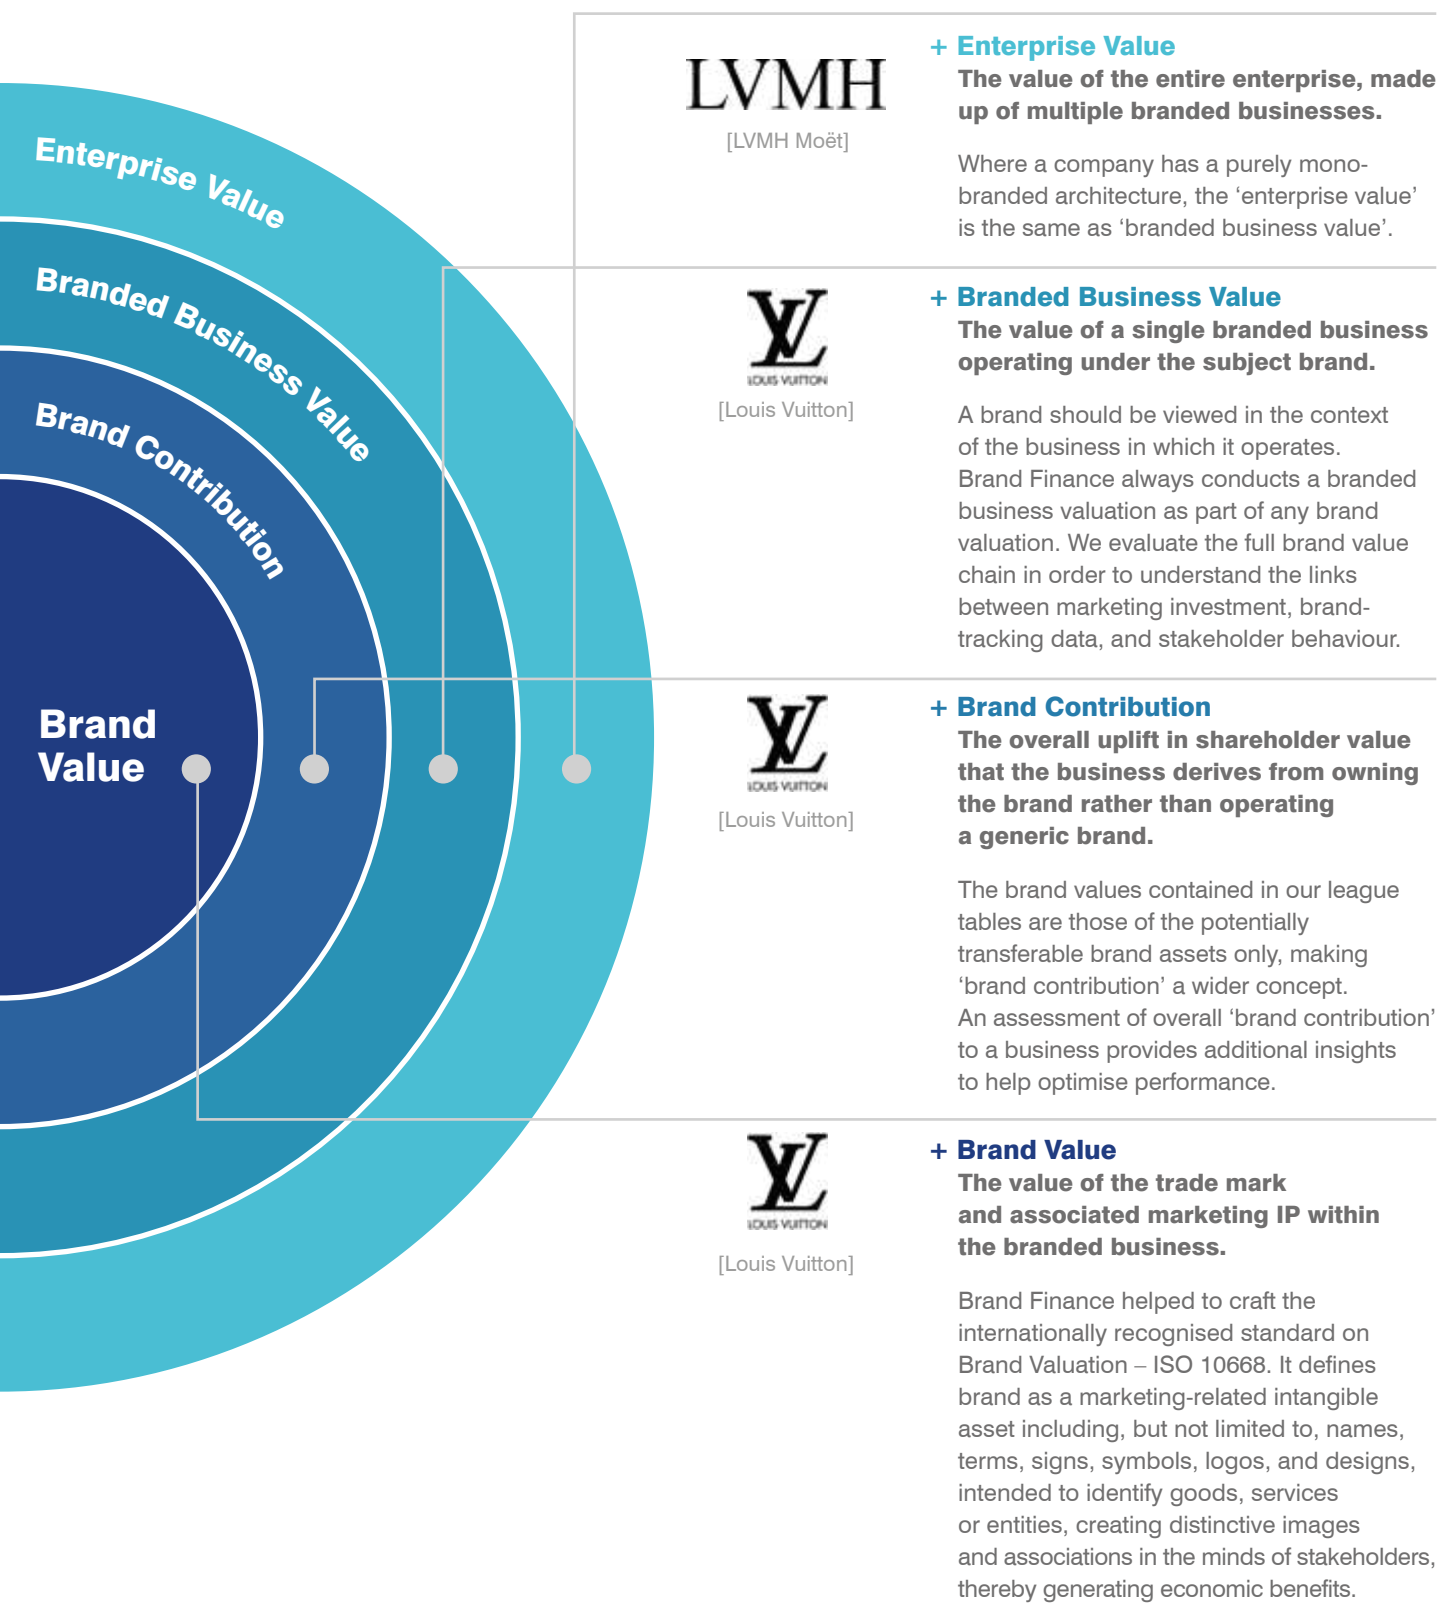 Enterprise Value
Branded Business Value
Brand Contribution
Brand
Value
LVMH
[LVMH Moët]
+ Enterprise Value
The value of the entire enterprise, made
up of multiple branded businesses.
Where a company has a purely mono-
branded architecture, the ‘enterprise value’
is the same as ‘branded business value’.
LV
LOUIS VUITTON
[Louis Vuitton]
+ Branded Business Value
The value of a single branded business
operating under the subject brand.
A brand should be viewed in the context
of the business in which it operates.
Brand Finance always conducts a branded
business valuation as part of any brand
valuation. We evaluate the full brand value
chain in order to understand the links
between marketing investment, brand-
tracking data, and stakeholder behaviour.
LV
LOUIS VUITTON
[Louis Vuitton]
+ Brand Contribution
The overall uplift in shareholder value
that the business derives from owning
the brand rather than operating
a generic brand.
The brand values contained in our league
tables are those of the potentially
transferable brand assets only, making
‘brand contribution’ a wider concept.
An assessment of overall ‘brand contribution’
to a business provides additional insights
to help optimise performance.
LV
LOUIS VUITTON
[Louis Vuitton]
+ Brand Value
The value of the trade mark
and associated marketing IP within
the branded business.
Brand Finance helped to craft the
internationally recognised standard on
Brand Valuation – ISO 10668. It defines
brand as a marketing-related intangible
asset including, but not limited to, names,
terms, signs, symbols, logos, and designs,
intended to identify goods, services
or entities, creating distinctive images
and associations in the minds of stakeholders,
thereby generating economic benefits.